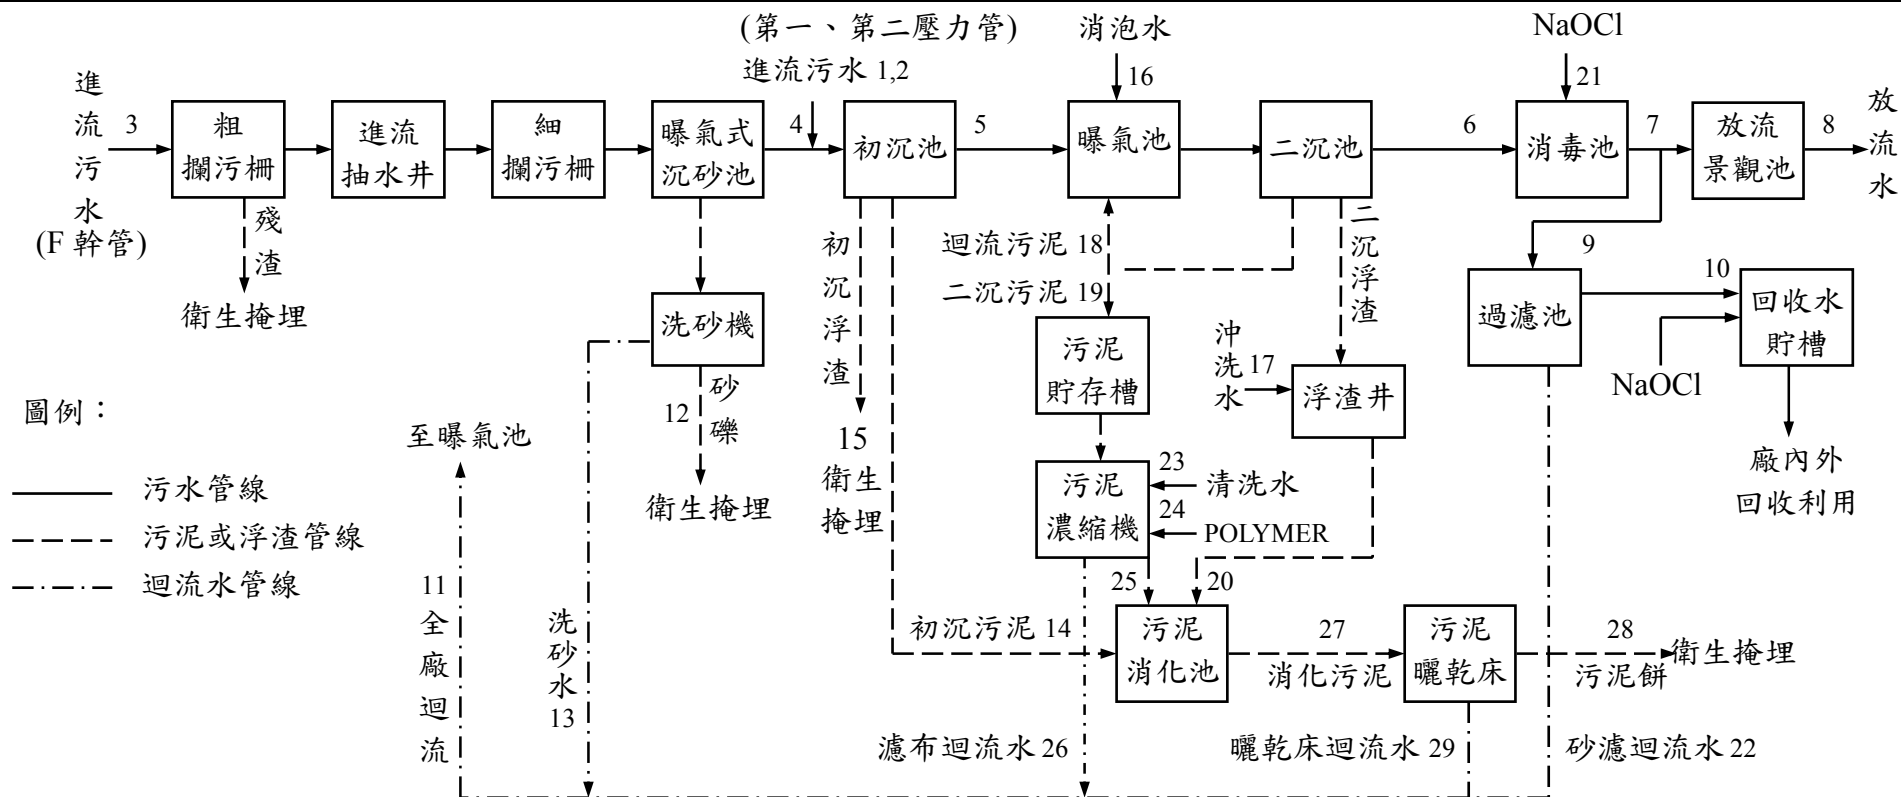 (第一、第二壓力管)
進流污水 1,2
消泡水
16
NaOCl
21
進流污水
(F 幹管)
3
粗
攔污柵
進流
抽水井
細
攔污柵
曝氣式
沉砂池
4
初沉池
5
曝氣池
二沉池
6
消毒池
7
放流
景觀池
8
放流水
殘渣
衛生掩埋
初沉浮渣
迴流污泥 18
二沉污泥 19
二沉浮渣
9
10
洗砂機
污泥
貯存槽
沖洗水
17
浮渣井
過濾池
回收水
貯槽
NaOCl
圖例：
污水管線
污泥或浮渣管線
迴流水管線
至曝氣池
12
砂礫
衛生掩埋
15
衛生
掩埋
污泥
濃縮機
23
清洗水
24
POLYMER
廠內外
回收利用
11
全廠迴流
洗砂水
13
初沉污泥 14
25
20
污泥
消化池
27
消化污泥
污泥
曬乾床
28
污泥餅
衛生掩埋
濾布迴流水 26
曬乾床迴流水 29
砂濾迴流水 22